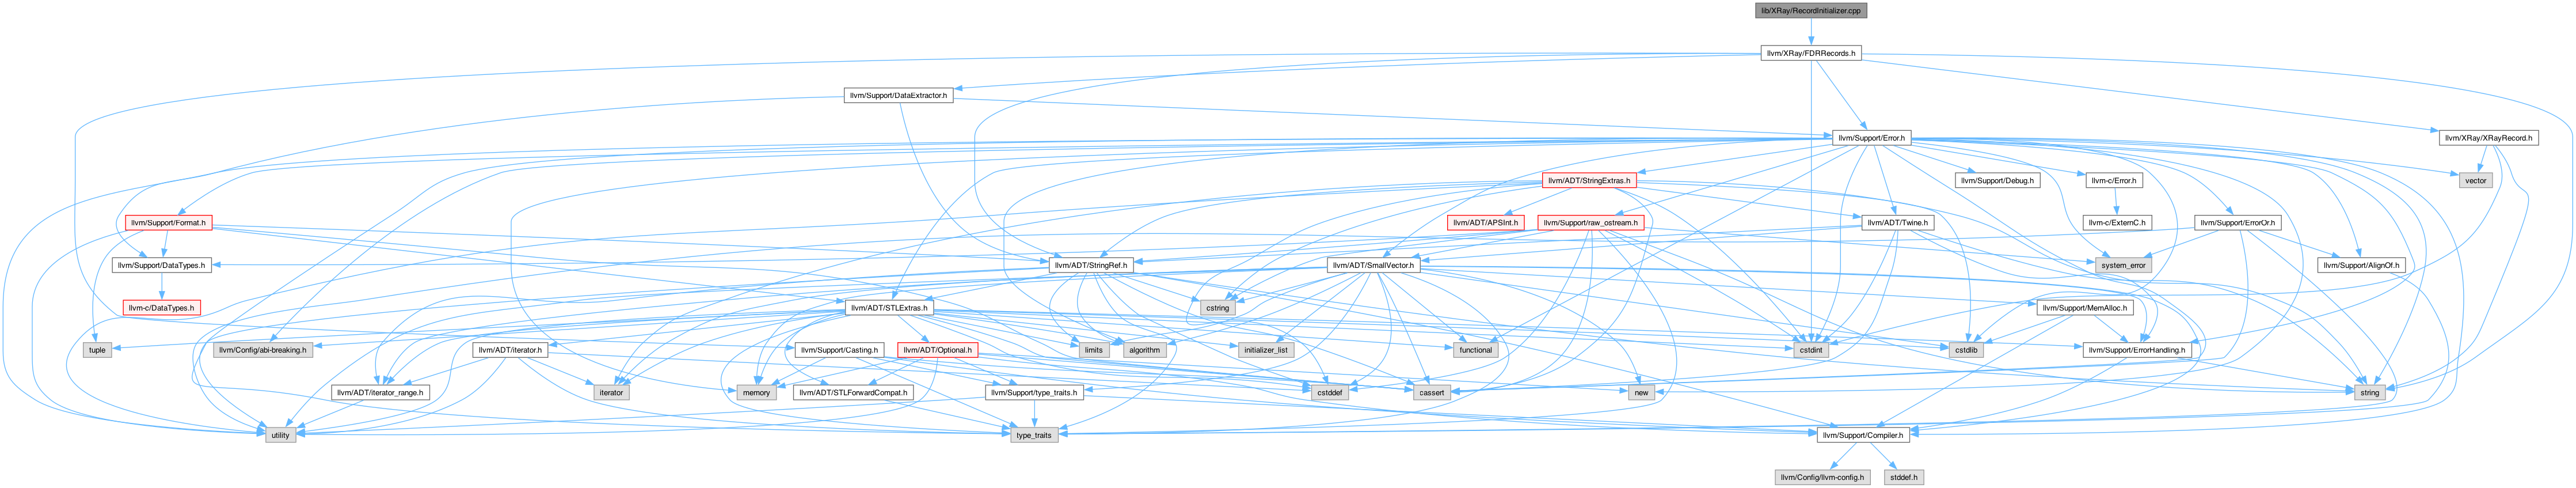 lib/XRay/RecordInitializer.cpp
llvm/XRay/FDRRecords.h
llvm/Support/DataExtractor.h
llvm/Support/Error.h
llvm/XRay/XRayRecord.h
llvm/ADT/StringExtras.h
llvm/Support/Debug.h
llvm-c/Error.h
vector
llvm/Support/Format.h
llvm/ADT/APSInt.h
llvm/Support/raw_ostream.h
llvm/ADT/Twine.h
llvm-c/ExternC.h
llvm/Support/ErrorOr.h
llvm/Support/DataTypes.h
llvm/ADT/StringRef.h
llvm/ADT/SmallVector.h
system_error
llvm/Support/AlignOf.h
llvm-c/DataTypes.h
llvm/ADT/STLExtras.h
cstring
llvm/Support/MemAlloc.h
tuple
llvm/Config/abi-breaking.h
llvm/ADT/iterator.h
llvm/Support/Casting.h
llvm/ADT/Optional.h
limits
algorithm
initializer_list
functional
cstdint
cstdlib
llvm/Support/ErrorHandling.h
llvm/ADT/iterator_range.h
iterator
memory
llvm/ADT/STLForwardCompat.h
llvm/Support/type_traits.h
cstddef
cassert
new
string
utility
type_traits
llvm/Support/Compiler.h
llvm/Config/llvm-config.h
stddef.h